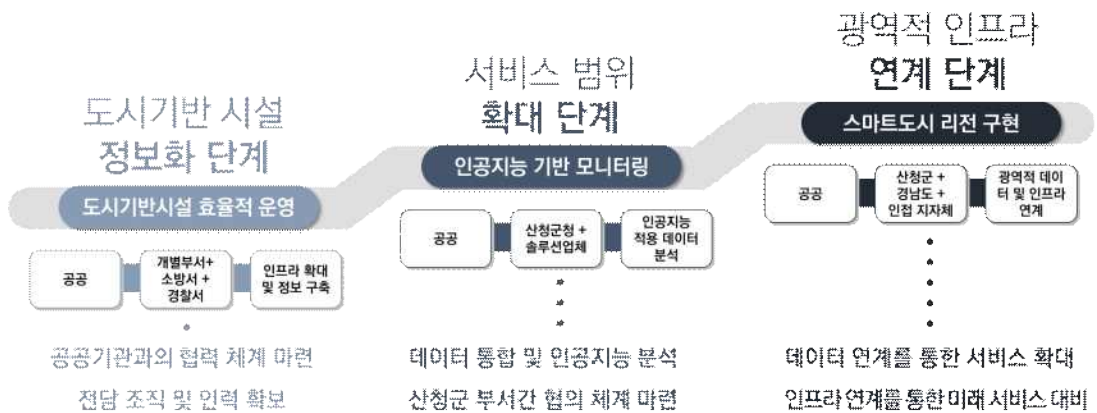 도시기반 시설
정보화 단계
도시기반시설 효율적 운영
공공
개별부서+
소방서 +
경찰서
인프라 확대
및 정보 구축
공공기관과의 협력 체계 마련
전담 조직 및 인력 확보
서비스 범위
확대 단계
인공지능 기반 모니터링
공공
산청군청 +
솔루션업체
인공지능
적용 데이터
분석
데이터 통합 및 인공지능 분석
산청군 부서간 협의 체계 마련
광역적 인프라
연계 단계
스마트도시 리전 구현
공공
산청군 +
경남도 +
인접 지자체
광역적 데이
터 및 인프라
연계
데이터 연계를 통한 서비스 확대
인프라 연계를 통한 미래 서비스 대비